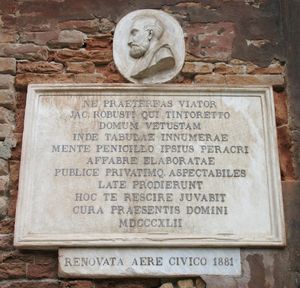 NE PRAETEREAS VIATOR
JAC. ROBUSTI QUI TINTORETTO
DOMUM VETUSTAM
INDE TABULAE INNUMERAE
MENTE PENICILLO IPSIUS PERACRI
AFFABRE ELABORATAE
PUBLICE PRIVATIMQ. ASPECTABILES
LATE PRODIERUNT
HOC TE RESCIRE JUVABIT
CURA PRAESENTIS DOMINI
MDCCCXLII
RENOVATA AERE CIVICO 1881